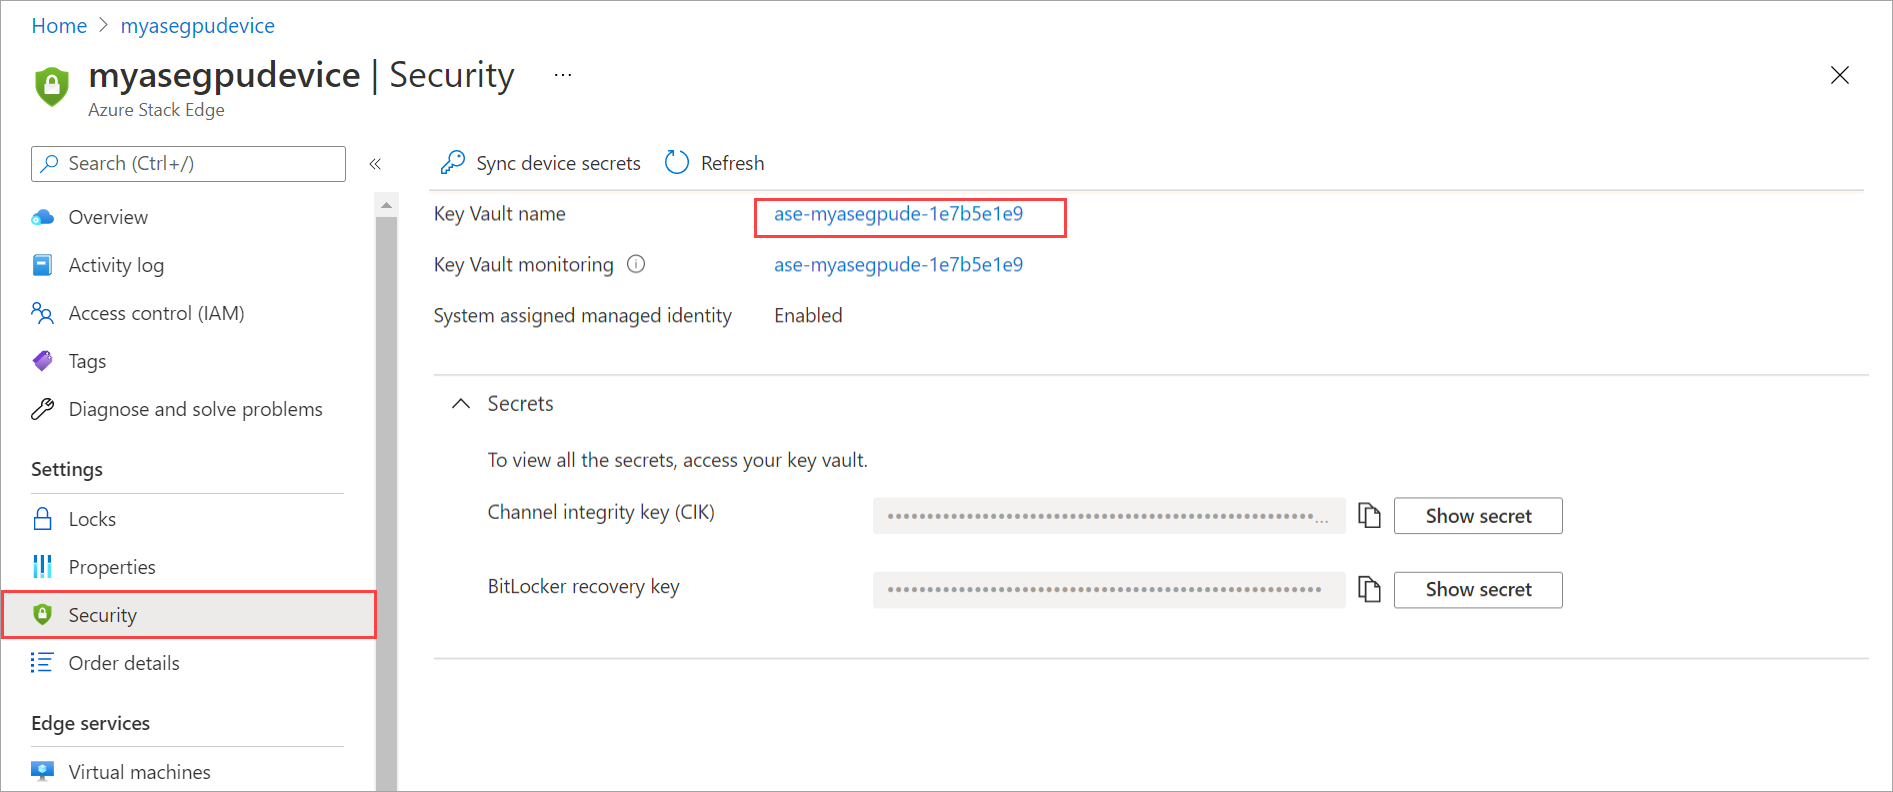 Home > myasegpudevice
myasegpudevice | Security ...
Azure Stack Edge
Search (Ctrl+/)
«
Overview
Activity log
Access control (IAM)
Tags
Diagnose and solve problems
Settings
Locks
Properties
Security
Order details
Edge services
Virtual machines
Sync device secrets Refresh
Key Vault name ase-myasegpude-1e7b5e1e9
Key Vault monitoring ase-myasegpude-1e7b5e1e9
System assigned managed identity Enabled
Secrets
To view all the secrets, access your key vault.
Channel integrity key (CIK) Show secret
BitLocker recovery key Show secret